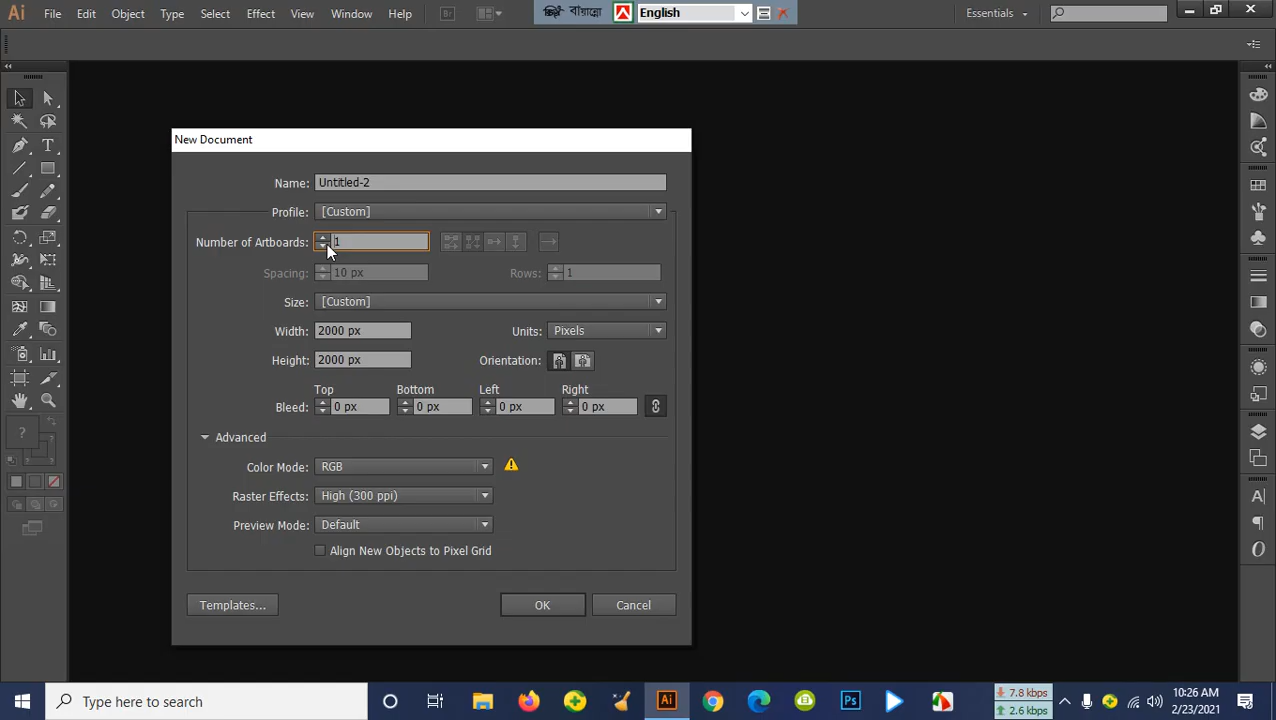 Ai File Edit Object Type Select Effect View Window Help Br English Essentials
New Document
Name: Untitled-2
Profile: [Custom]
Number of Artboards: 1
Spacing: 10 px Rows: 1
Size: [Custom]
Width: 2000 px Units: Pixels
Height: 2000 px Orientation:
Top Bottom Left Right
Bleed: 0 px 0 px 0 px 0 px
Advanced
Color Mode: RGB
Raster Effects: High (300 ppi)
Preview Mode: Default
Align New Objects to Pixel Grid
Templates... OK Cancel
Type here to search Ai Ps 7.8 kbps 10:26 AM
2.6 kbps 2/23/2021